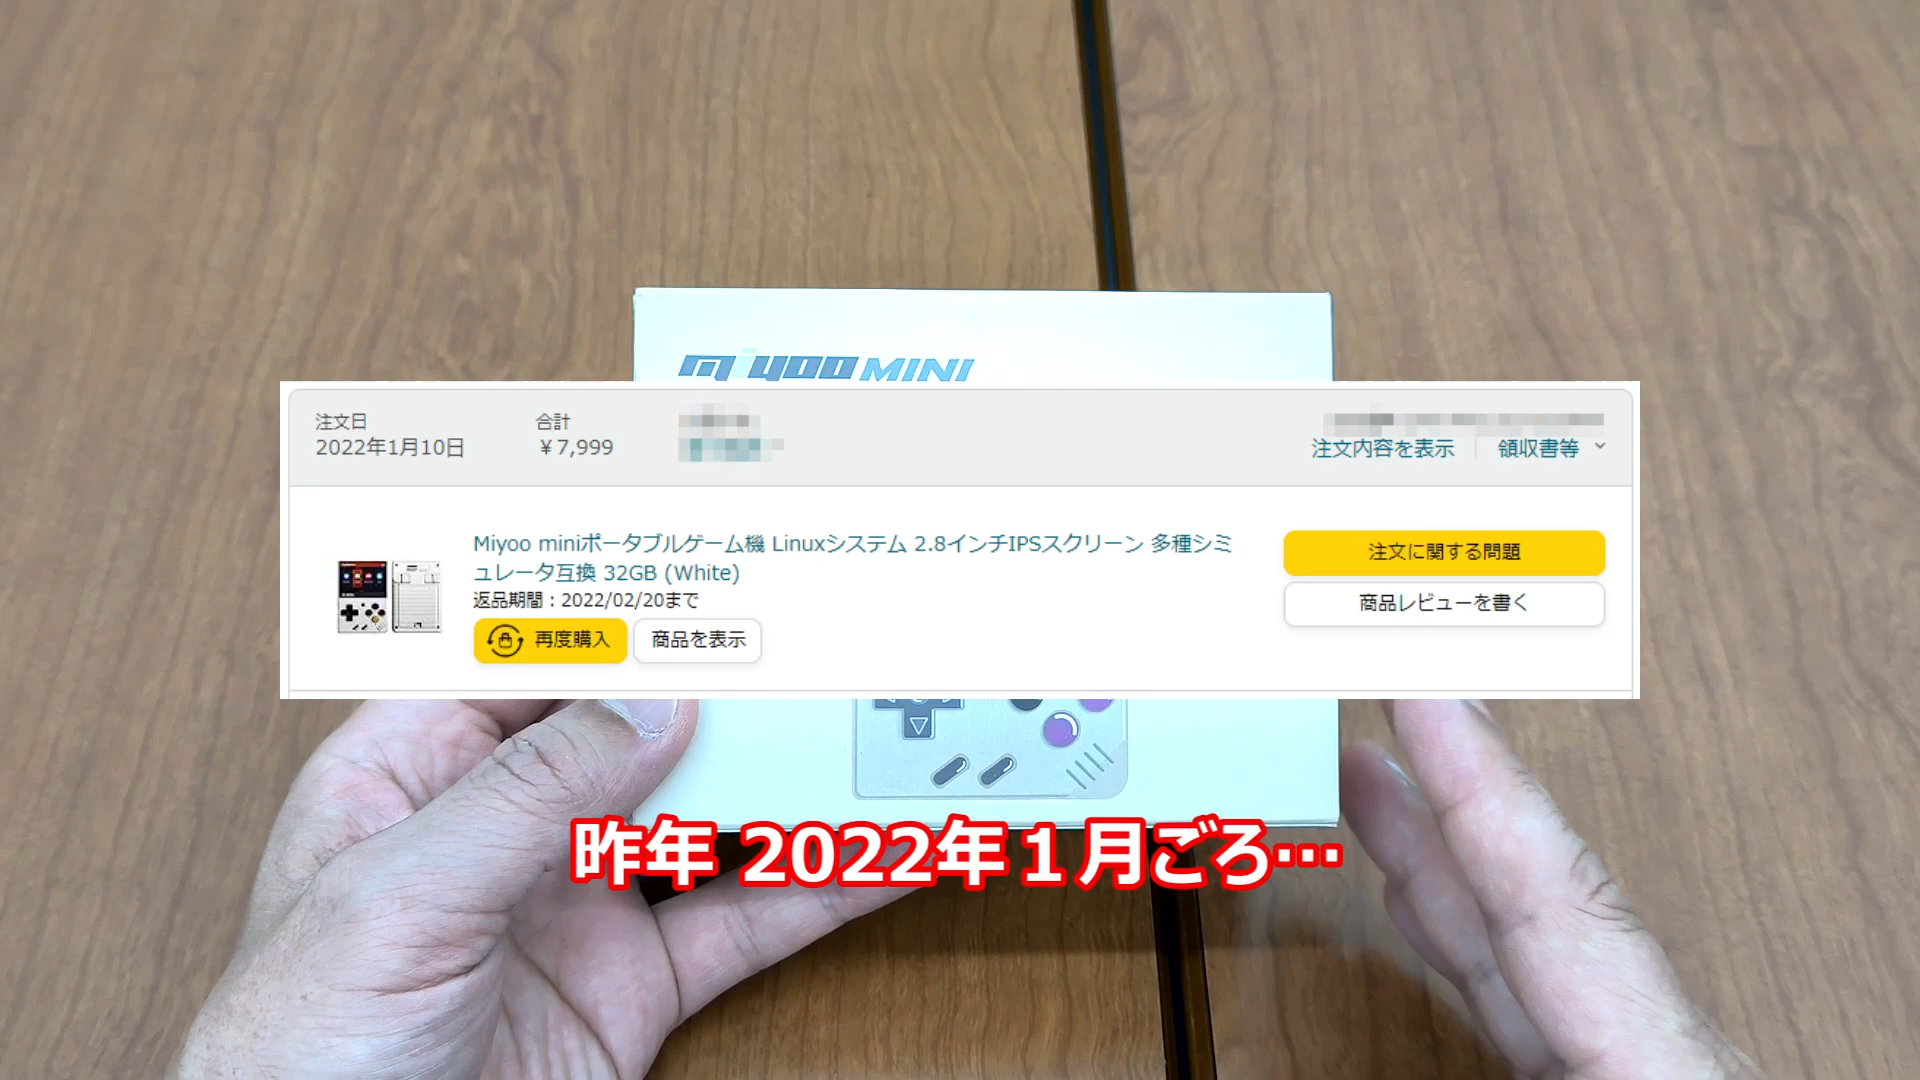 miyoo MINI
注文日
2022年1月10日
合計
￥7,999
注文内容を表示
領収書等
Miyoo miniポータブルゲーム機 Linuxシステム 2.8インチIPSスクリーン 多種シミ
ュレータ互換 32GB (White)
返品期間：2022/02/20まで
再度購入
商品を表示
注文に関する問題
商品レビューを書く
昨年 2022年１月ごろ…